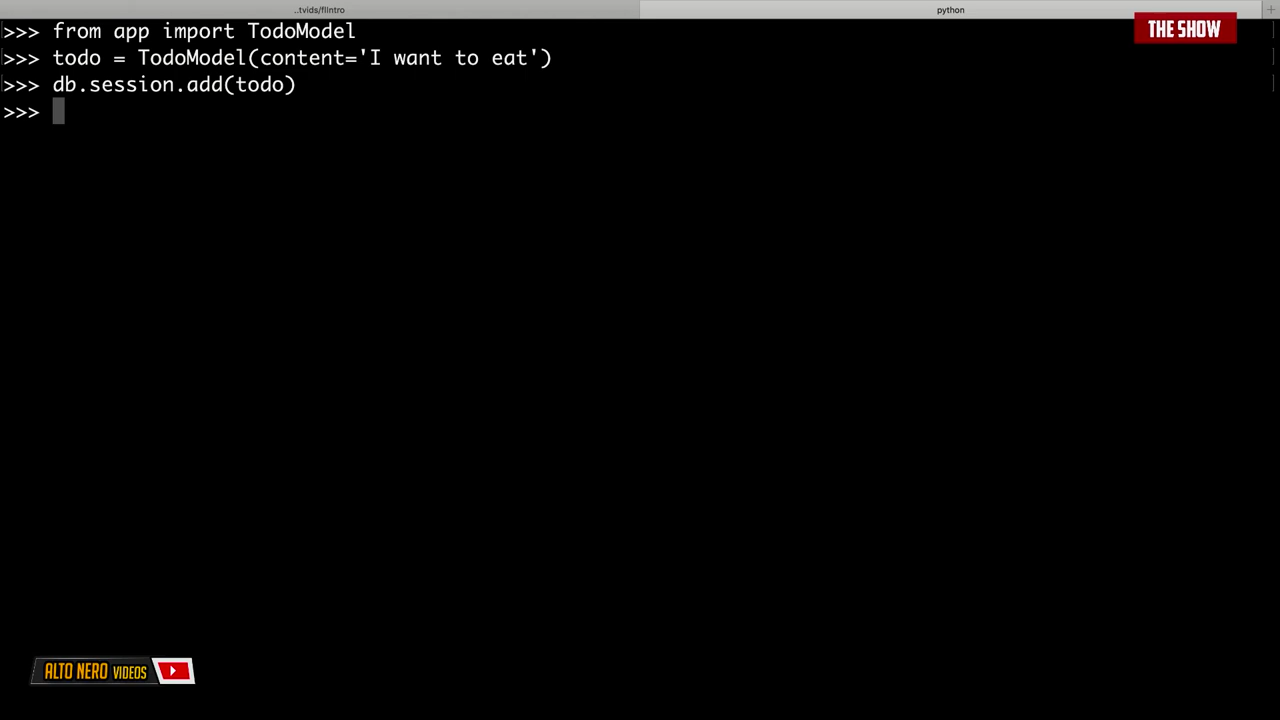 ..tvids/flIntro
python
THE SHOW
>>> from app import TodoModel
>>> todo = TodoModel(content='I want to eat')
>>> db.session.add(todo)
>>>
ALTO NERO VIDEOS